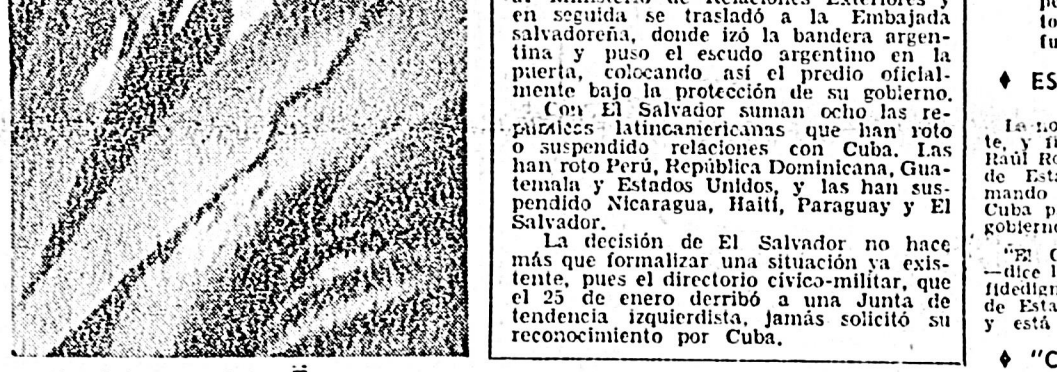 Ministerio de Relaciones Exteriores y
en seguida se trasladó a la Embajada
salvadoreña, donde izó la bandera argen-
tina y puso el escudo argentino en la
puerta, colocando así el predio oficial-
mente bajo la protección de su gobierno.
Con El Salvador suman ocho las re-
públicas latinoamericanas que han roto
o suspendido relaciones con Cuba. Las
han roto Perú, República Dominicana, Gua-
temala y Estados Unidos, y las han sus-
pendido Nicaragua, Haití, Paraguay y El
Salvador.
La decisión de El Salvador no hace
más que formalizar una situación ya exis-
tente, pues el directorio cívico-militar, que
el 25 de enero derribó a una Junta de
tendencia izquierdista, jamás solicitó su
reconocimiento por Cuba.
♦ ES
te, y
Raúl
de
mando
Cuba
gobierno
"El
—dice
de
y está
♦ "C